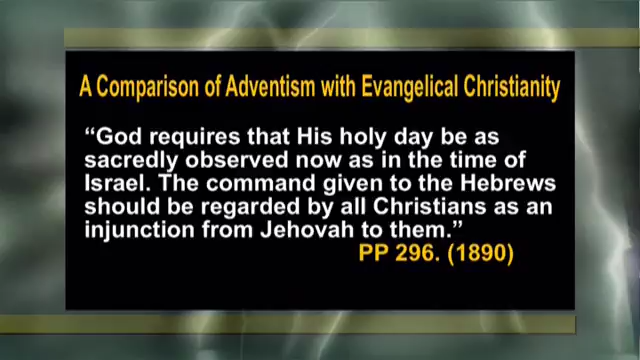 A Comparison of Adventism with Evangelical Christianity
“God requires that His holy day be as
sacredly observed now as in the time of
Israel. The command given to the Hebrews
should be regarded by all Christians as an
injunction from Jehovah to them.”
PP 296. (1890)